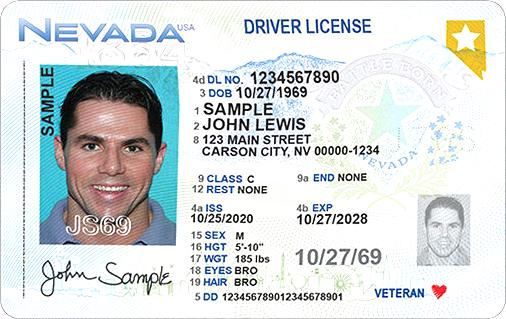 NEVADA USA
DRIVER LICENSE
SAMPLE
4d DL NO. 1234567890
3 DOB 10/27/1969
1 SAMPLE
2 JOHN LEWIS
8 123 MAIN STREET
CARSON CITY, NV 00000-1234
9 CLASS C 9a END NONE
12 REST NONE
4a ISS 4b EXP
10/25/2020 10/27/2028
15 SEX M
16 HGT 5'-10"
17 WGT 185 lbs
18 EYES BRO
19 HAIR BRO
5 DD 12345678901234578901
10/27/69
VETERAN
JS69
John Sample
BATTLE BORN
NEVADA